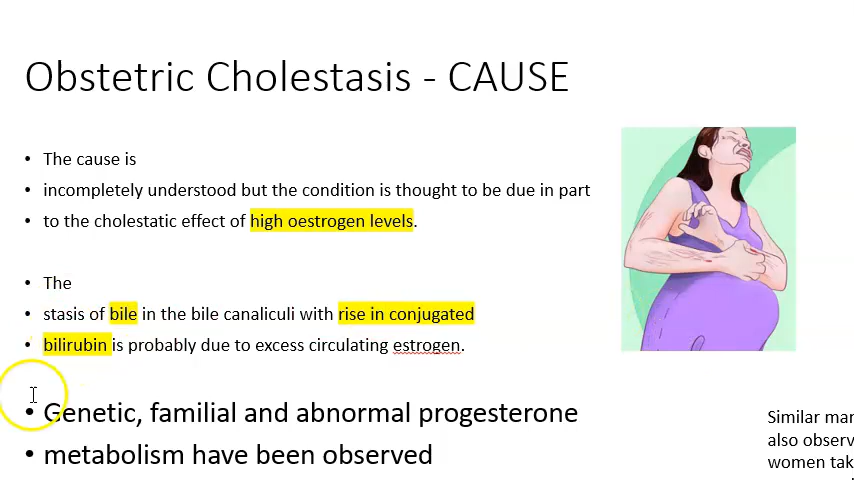 Obstetric Cholestasis - CAUSE
• The cause is
• incompletely understood but the condition is thought to be due in part
• to the cholestatic effect of high oestrogen levels.
• The
• stasis of bile in the bile canaliculi with rise in conjugated
• bilirubin is probably due to excess circulating estrogen.
• Genetic, familial and abnormal progesterone
• metabolism have been observed
Similar
also
women